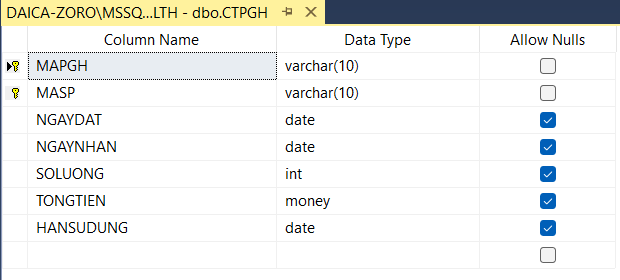 DAICA-ZORO\MSSQ...LTH - dbo.CTPGH
Column Name Data Type Allow Nulls
MAPGH varchar(10)
MASP varchar(10)
NGAYDAT date
NGAYNHAN date
SOLUONG int
TONGTIEN money
HANSUDUNG date